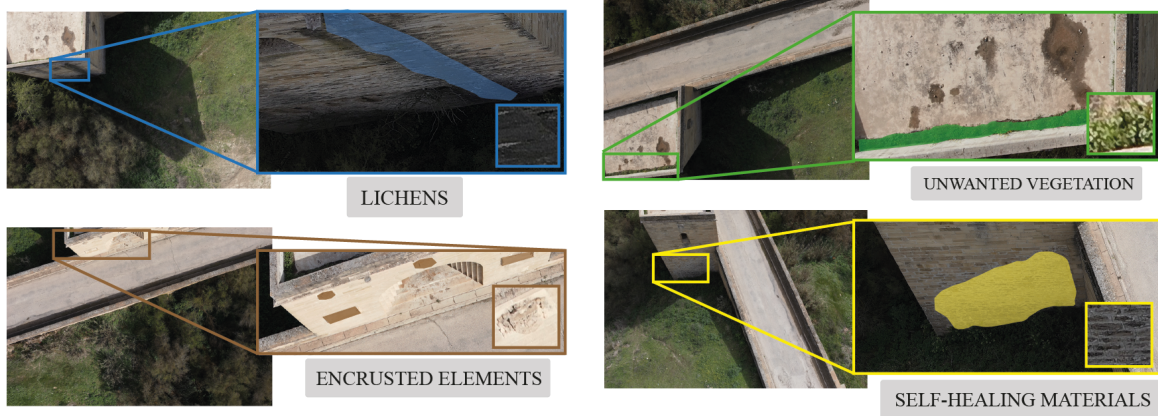 LICHENS
UNWANTED VEGETATION
ENCRUSTED ELEMENTS
SELF-HEALING MATERIALS